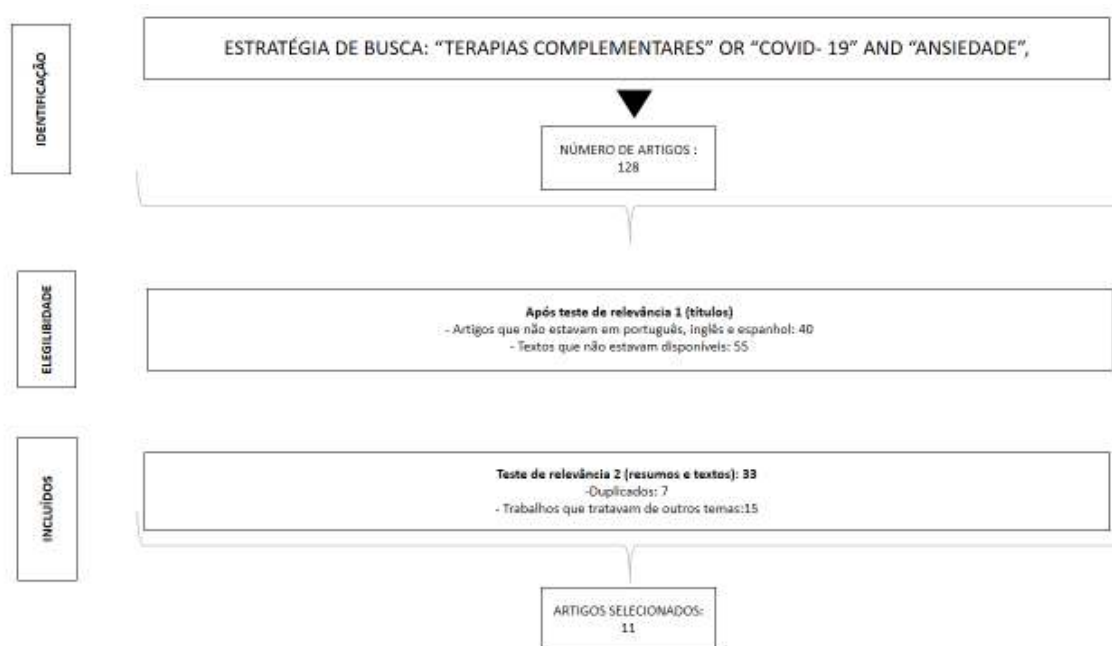 IDENTIFICAÇÃO
ESTRATÉGIA DE BUSCA: “TERAPIAS COMPLEMENTARES” OR “COVID- 19” AND “ANSIEDADE”,
NÚMERO DE ARTIGOS :
128
ELEGILIBIDADE
Após teste de relevância 1 (títulos)
- Artigos que não estavam em português, inglês e espanhol: 40
- Textos que não estavam disponíveis: 55
INCLUÍDOS
Teste de relevância 2 (resumos e textos): 33
-Duplicados: 7
- Trabalhos que tratavam de outros temas:15
ARTIGOS SELECIONADOS:
11